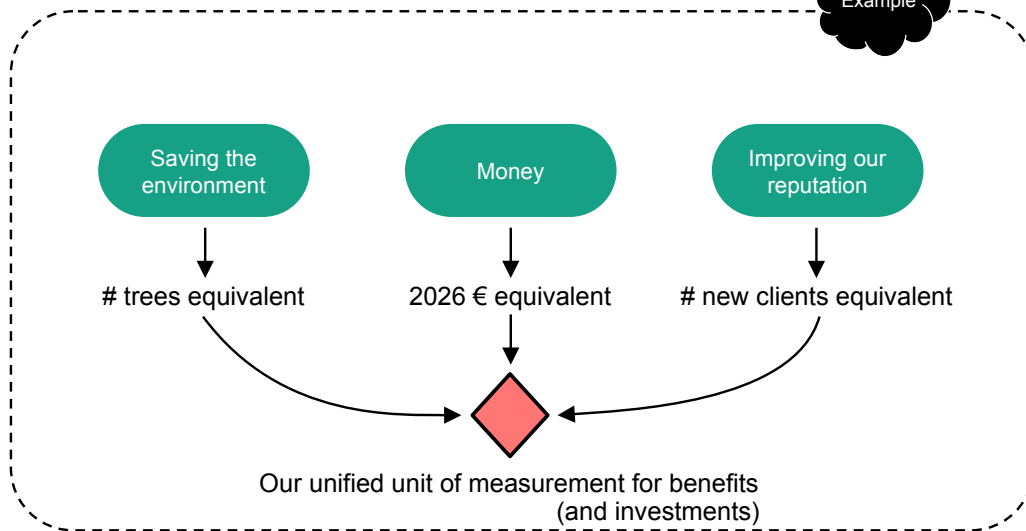 Example
Saving the
environment
Money
Improving our
reputation
# trees equivalent
2026 € equivalent
# new clients equivalent
Our unified unit of measurement for benefits
(and investments)